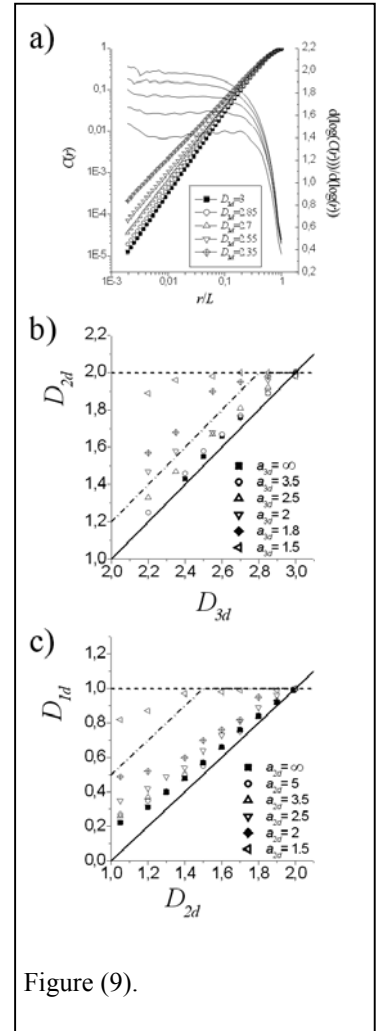 a)
1
0,1
0,01
1E-3
1E-4
1E-5
C(r)
2,2
2,0
1,8
1,6
1,4
1,2
1,0
0,8
0,6
0,4
0,2
d(log(C(r)))/d(log(r))
D3d=3
D3d=2.85
D3d=2.7
D3d=2.55
D3d=2.35
1E-3 0,01 0,1 1
r/L
b)
2,2
2,0
1,8
1,6
1,4
1,2
1,0
D2d
a3d= ∞
a3d= 3.5
a3d= 2.5
a3d= 2
a3d= 1.8
a3d= 1.5
2,0 2,2 2,4 2,6 2,8 3,0
D3d
c)
1,2
1,0
0,8
0,6
0,4
0,2
0,0
D1d
a2d= ∞
a2d= 5
a2d= 3.5
a2d= 2.5
a2d= 2
a2d= 1.5
1,0 1,2 1,4 1,6 1,8 2,0
D2d
Figure (9).